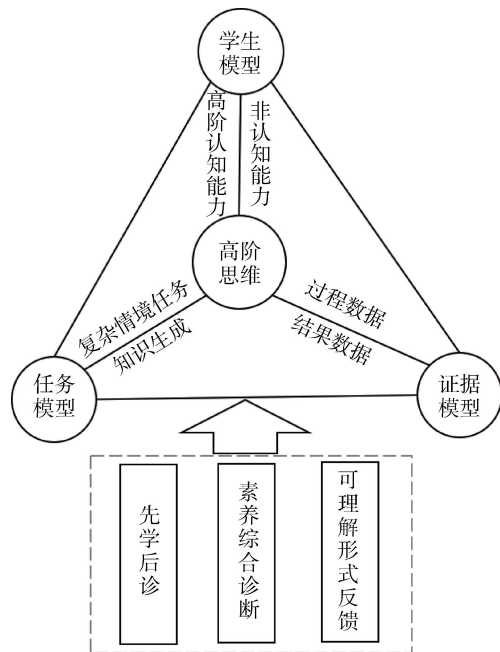 学生
模型
高阶认知能力
非认知能力
高阶
思维
复杂情境任务
知识生成
过程数据
结果数据
任务
模型
证据
模型
先学后诊
素养综合诊断
可理解形式反馈